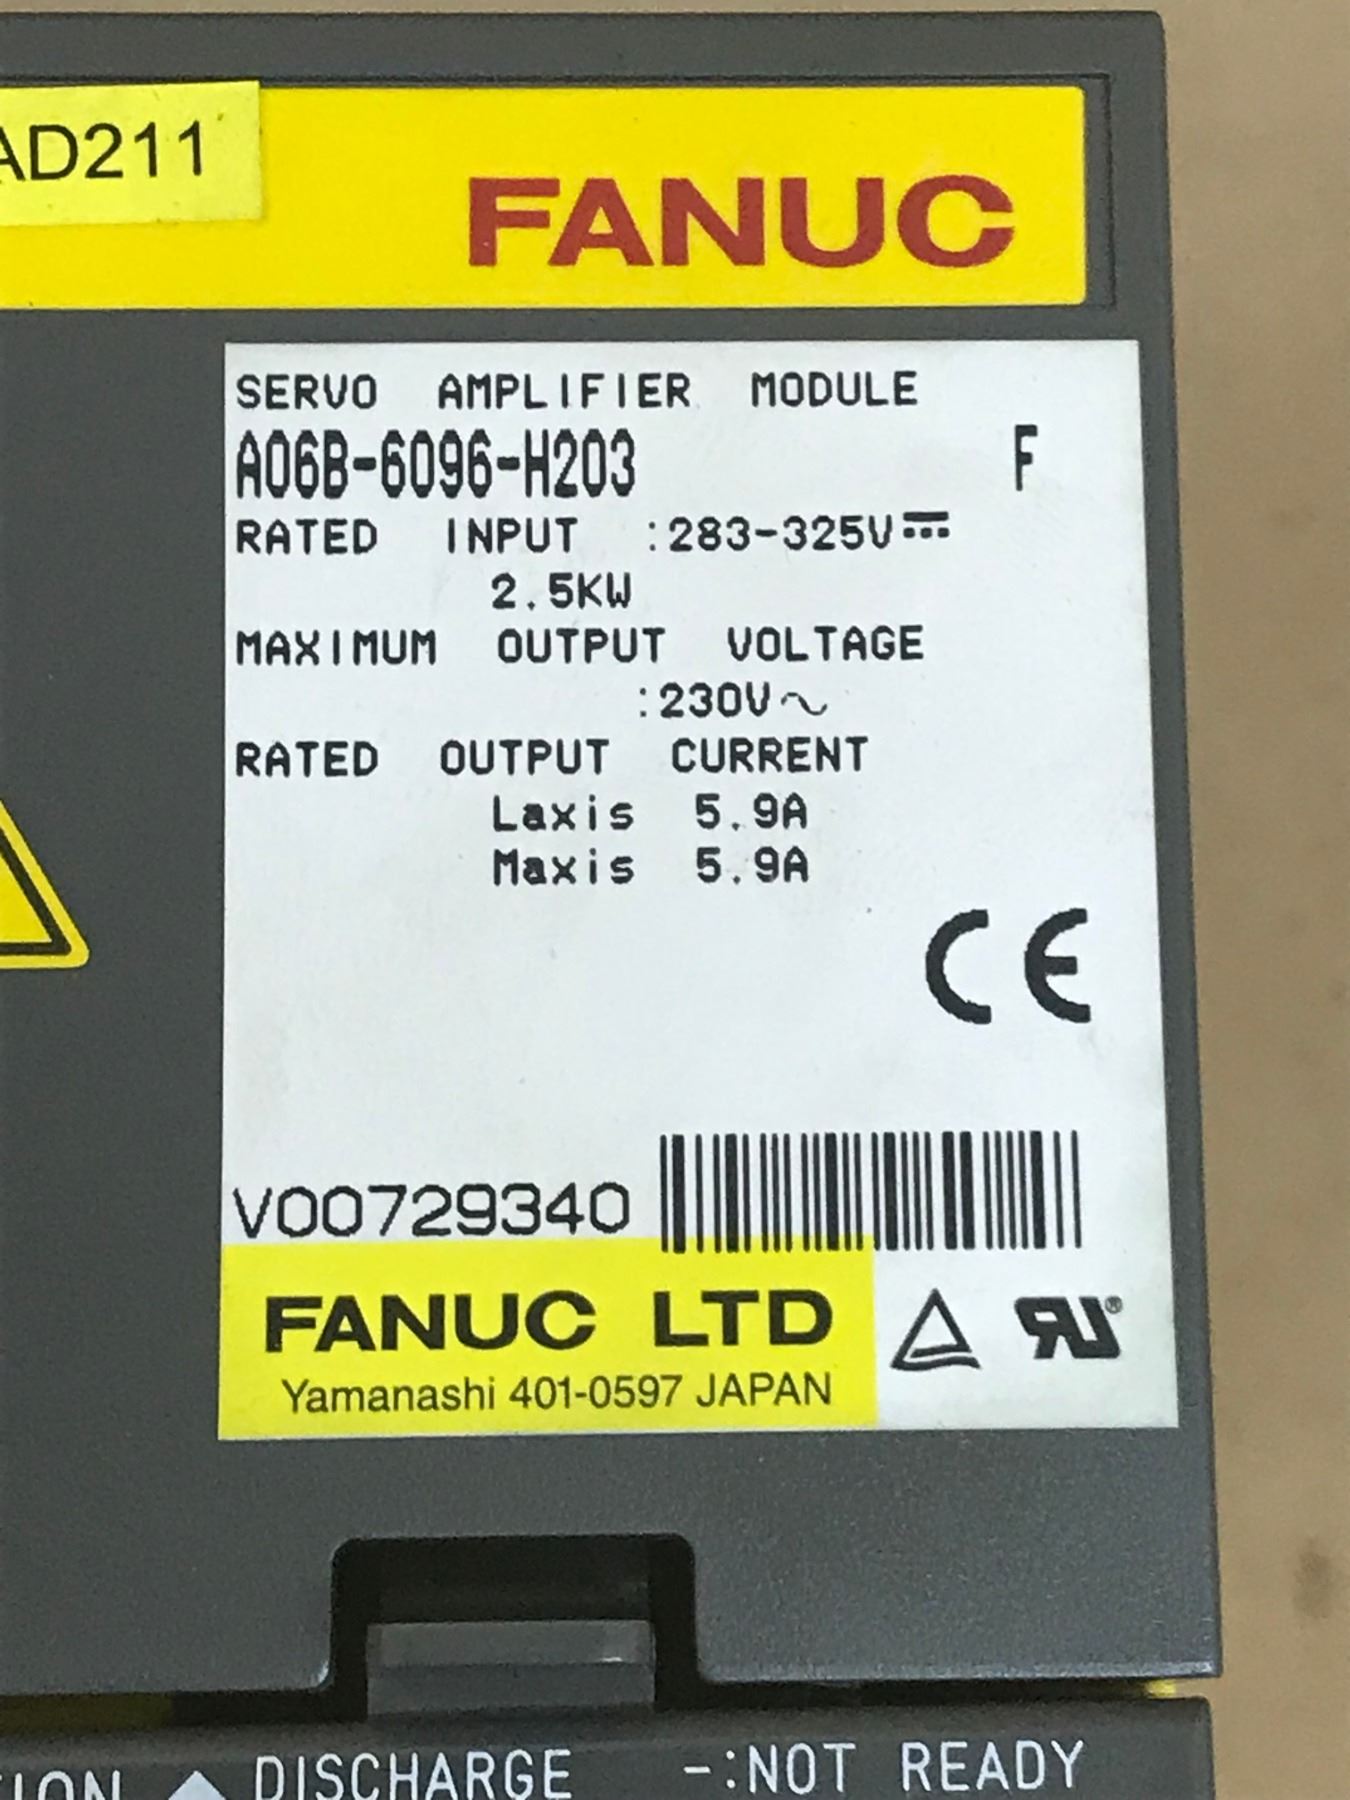 AD211
FANUC
SERVO AMPLIFIER MODULE
A06B-6096-H203 F
RATED INPUT :283-325V⎓
2.5KW
MAXIMUM OUTPUT VOLTAGE
:230V~
RATED OUTPUT CURRENT
Laxis 5.9A
Maxis 5.9A
CE
V00729340
FANUC LTD
Yamanashi 401-0597 JAPAN
DISCHARGE -:NOT READY